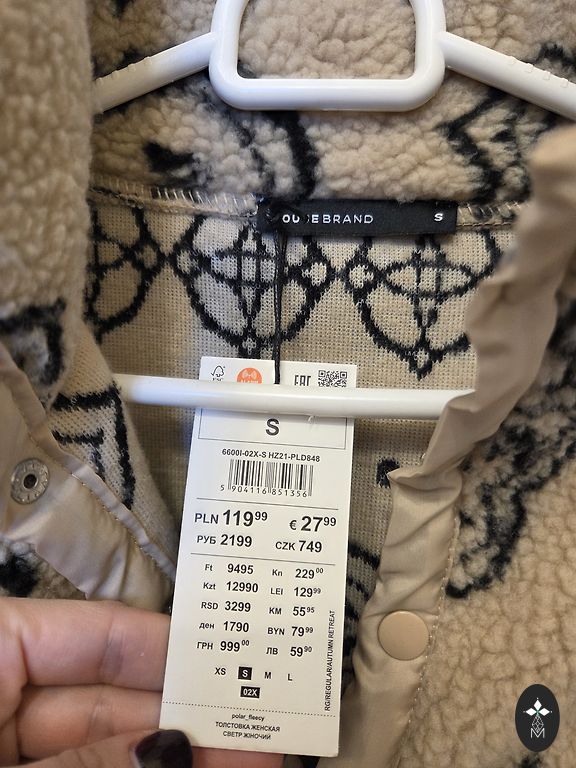 BRAND S
FSC
EAC
S
6600I-02X-S HZ21-PLD848
5 904116 851356
PLN 119⁹⁹ € 27⁹⁹
РУБ 2199 CZK 749
Ft 9495 Kn 229⁰⁰
Kzt 12990 LEI 129⁹⁹
RSD 3299 KM 55⁹⁵
ден 1790 BYN 79⁹⁹
ГРН 999⁰⁰ ЛВ 59⁹⁰
XS S M L
02X
RG/REGULAR/AUTUMN RETREAT
polar_fleecy
ТОЛСТОВКА ЖЕНСКАЯ
СВЕТР ЖІНОЧИЙ
M